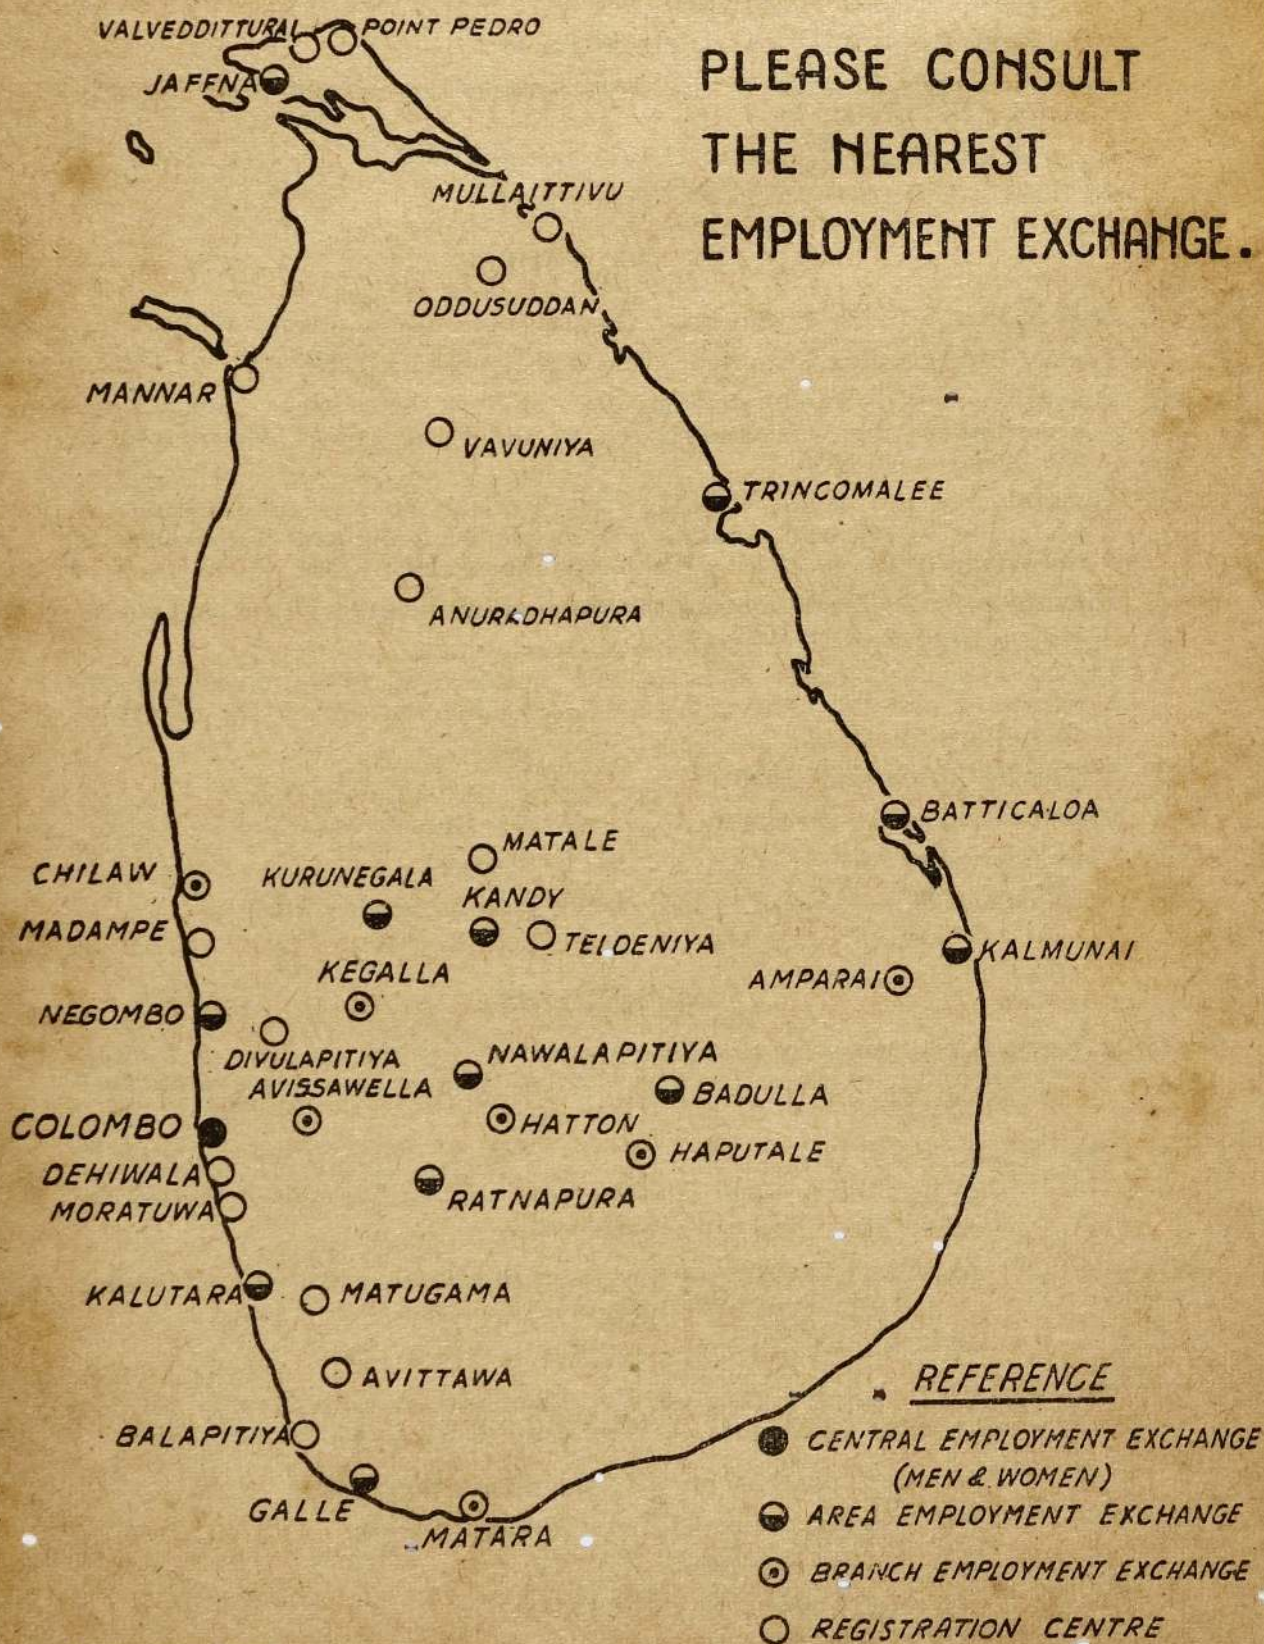 VALVEDDITTURAI
POINT PEDRO
PLEASE CONSULT
THE NEAREST
EMPLOYMENT EXCHANGE.
JAFFNA
MULLAITTIVU
ODDUSUDDAN
MANNAR
VAVUNIYA
TRINCOMALEE
ANURADHAPURA
BATTICALOA
MATALE
CHILAW
KURUNEGALA
KANDY
MADAMPE
TELDENIYA
KALMUNAI
KEGALLA
AMPARAI
NEGOMBO
DIVULAPITIYA
NAWALAPITIYA
AVISSAWELLA
BADULLA
COLOMBO
HATTON
HAPUTALE
DEHIWALA
RATNAPURA
MORATUWA
KALUTARA
MATUGAMA
AVITTAWA
BALAPITIYA
GALLE
MATARA
REFERENCE
CENTRAL EMPLOYMENT EXCHANGE
(MEN & WOMEN)
AREA EMPLOYMENT EXCHANGE
BRANCH EMPLOYMENT EXCHANGE
REGISTRATION CENTRE